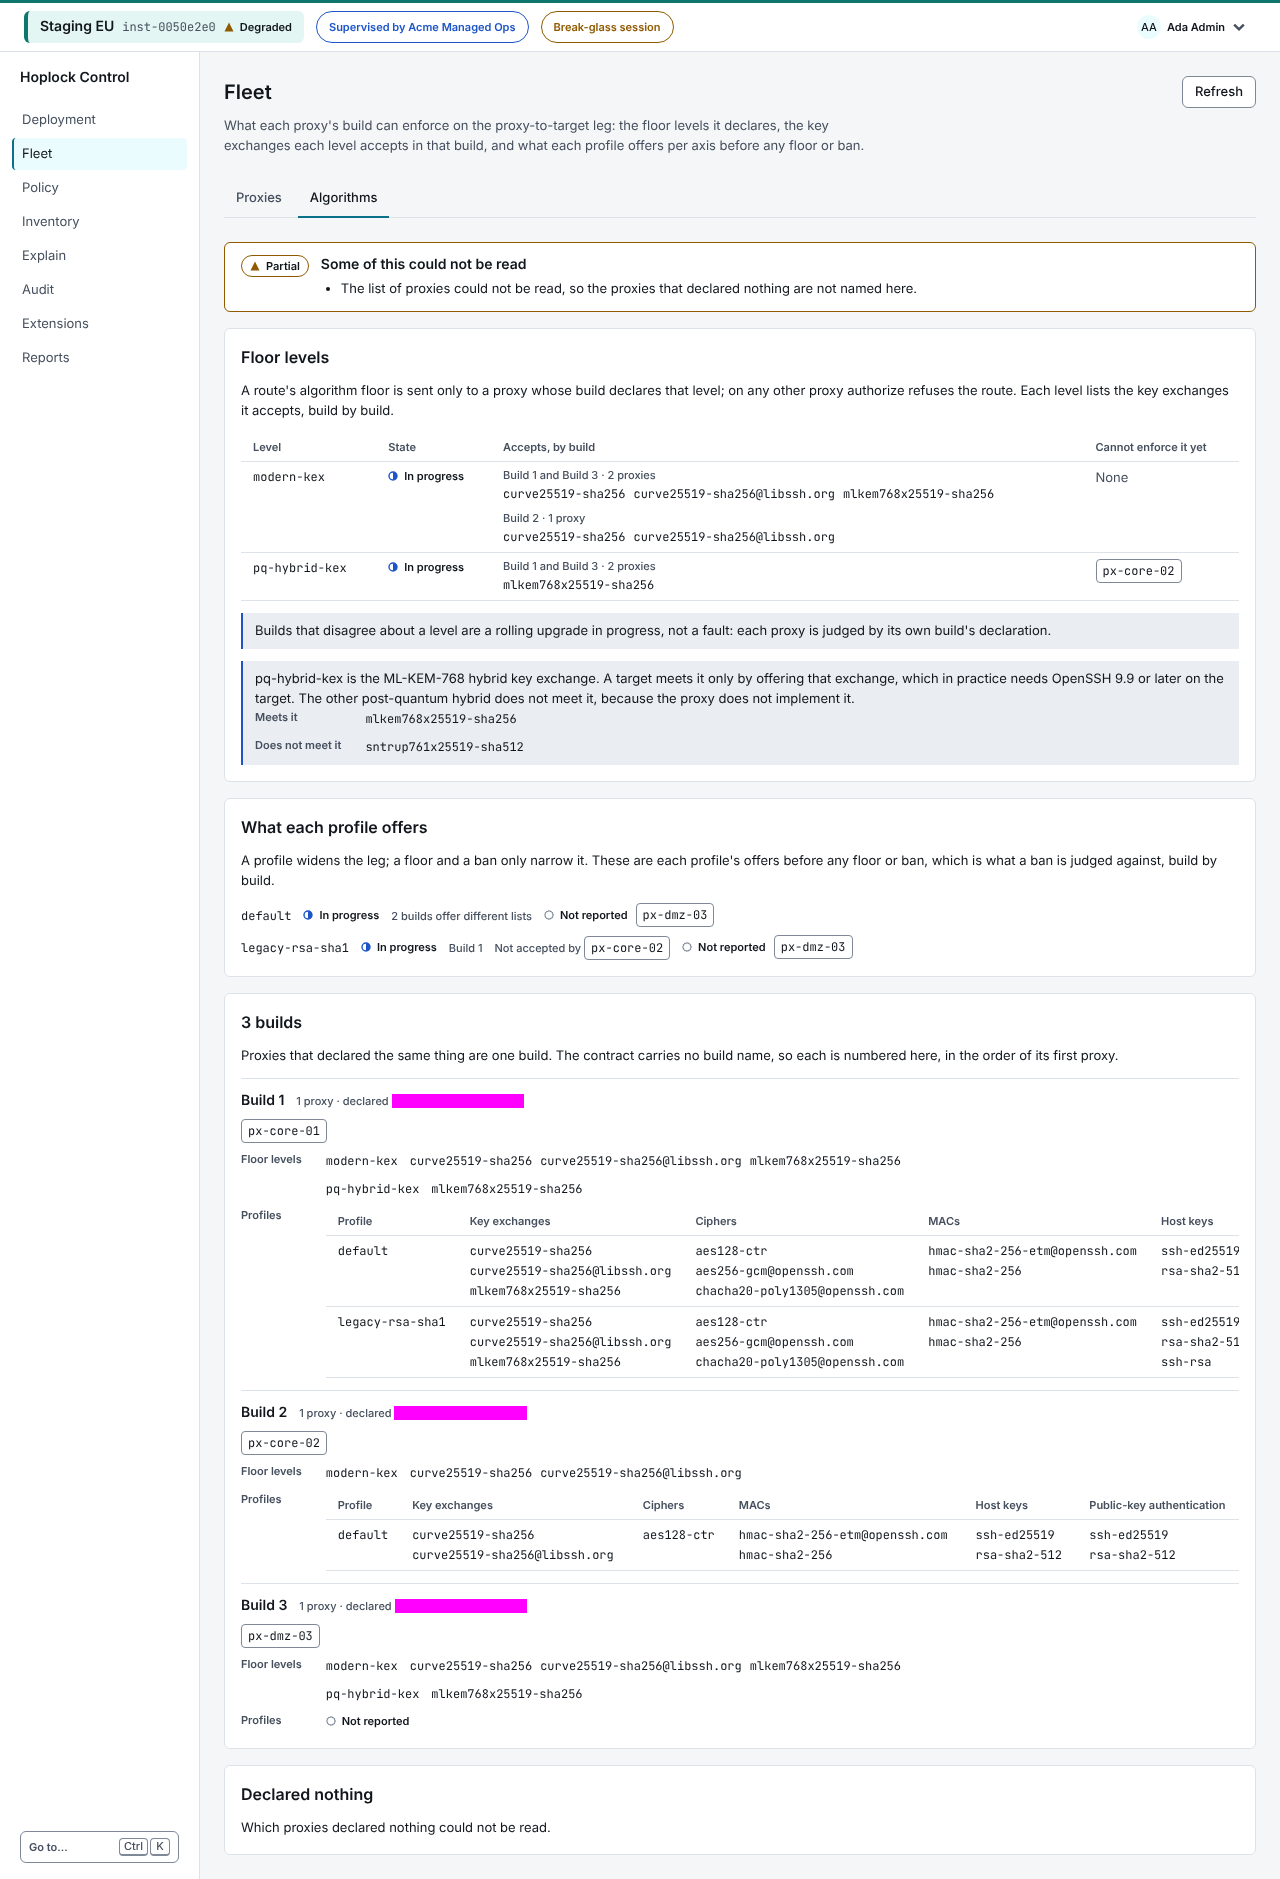 Staging EU inst-0050e2e0 Degraded
Supervised by Acme Managed Ops
Break-glass session
AA Ada Admin
Hoplock Control
Deployment
Fleet
Policy
Inventory
Explain
Audit
Extensions
Reports
Go to...
Ctrl K
Fleet
Refresh
What each proxy's build can enforce on the proxy-to-target leg: the floor levels it declares, the key
exchanges each level accepts in that build, and what each profile offers per axis before any floor or ban.
Proxies Algorithms
Partial
Some of this could not be read
The list of proxies could not be read, so the proxies that declared nothing are not named here.
Floor levels
A route's algorithm floor is sent only to a proxy whose build declares that level; on any other proxy authorize refuses the route. Each level lists the key exchanges
it accepts, build by build.
Level State Accepts, by build Cannot enforce it yet
modern-kex In progress Build 1 and Build 3 · 2 proxies None
curve25519-sha256 curve25519-sha256@libssh.org mlkem768x25519-sha256
Build 2 · 1 proxy
curve25519-sha256 curve25519-sha256@libssh.org
pq-hybrid-kex In progress Build 1 and Build 3 · 2 proxies px-core-02
mlkem768x25519-sha256
Builds that disagree about a level are a rolling upgrade in progress, not a fault: each proxy is judged by its own build's declaration.
pq-hybrid-kex is the ML-KEM-768 hybrid key exchange. A target meets it only by offering that exchange, which in practice needs OpenSSH 9.9 or later on the
target. The other post-quantum hybrid does not meet it, because the proxy does not implement it.
Meets it mlkem768x25519-sha256
Does not meet it sntrup761x25519-sha512
What each profile offers
A profile widens the leg; a floor and a ban only narrow it. These are each profile's offers before any floor or ban, which is what a ban is judged against, build by
build.
default In progress 2 builds offer different lists Not reported px-dmz-03
legacy-rsa-sha1 In progress Build 1 Not accepted by px-core-02 Not reported px-dmz-03
3 builds
Proxies that declared the same thing are one build. The contract carries no build name, so each is numbered here, in the order of its first proxy.
Build 1 1 proxy · declared
px-core-01
Floor levels modern-kex curve25519-sha256 curve25519-sha256@libssh.org mlkem768x25519-sha256
pq-hybrid-kex mlkem768x25519-sha256
Profiles Profile Key exchanges Ciphers MACs Host keys
default curve25519-sha256 aes128-ctr hmac-sha2-256-etm@openssh.com ssh-ed25519
curve25519-sha256@libssh.org aes256-gcm@openssh.com hmac-sha2-256 rsa-sha2-51
mlkem768x25519-sha256 chacha20-poly1305@openssh.com
legacy-rsa-sha1 curve25519-sha256 aes128-ctr hmac-sha2-256-etm@openssh.com ssh-ed25519
curve25519-sha256@libssh.org aes256-gcm@openssh.com hmac-sha2-256 rsa-sha2-51
mlkem768x25519-sha256 chacha20-poly1305@openssh.com ssh-rsa
Build 2 1 proxy · declared
px-core-02
Floor levels modern-kex curve25519-sha256 curve25519-sha256@libssh.org
Profiles Profile Key exchanges Ciphers MACs Host keys Public-key authentication
default curve25519-sha256 aes128-ctr hmac-sha2-256-etm@openssh.com ssh-ed25519 ssh-ed25519
curve25519-sha256@libssh.org hmac-sha2-256 rsa-sha2-512 rsa-sha2-512
Build 3 1 proxy · declared
px-dmz-03
Floor levels modern-kex curve25519-sha256 curve25519-sha256@libssh.org mlkem768x25519-sha256
pq-hybrid-kex mlkem768x25519-sha256
Profiles Not reported
Declared nothing
Which proxies declared nothing could not be read.